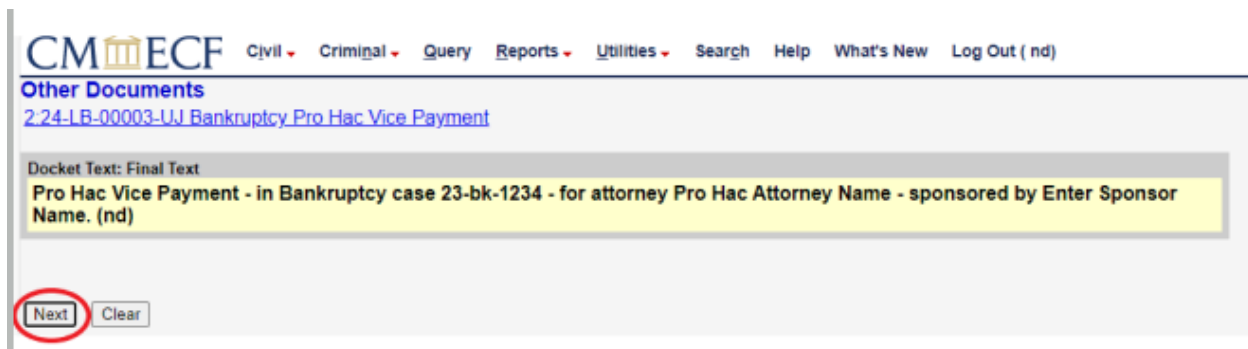 CM ECF Civil Criminal Query Reports Utilities Search Help What's New Log Out ( nd)
Other Documents
2:24-LB-00003-UJ Bankruptcy Pro Hac Vice Payment
Docket Text: Final Text
Pro Hac Vice Payment - in Bankruptcy case 23-bk-1234 - for attorney Pro Hac Attorney Name - sponsored by Enter Sponsor
Name. (nd)
Next Clear